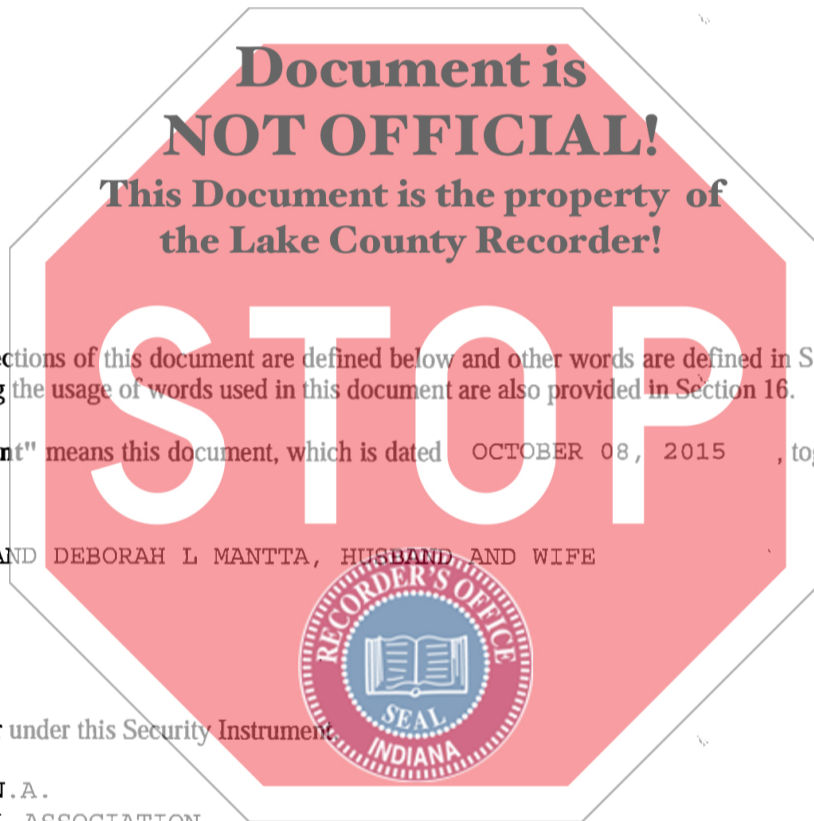 Document is
NOT OFFICIAL!
This Document is the property of
the Lake County Recorder!
STOP
ctions of this document are defined below and other words are defined in S
g the usage of words used in this document are also provided in Section 16.
nt" means this document, which is dated OCTOBER 08, 2015 , to
AND DEBORAH L MANTTA, HUSBAND AND WIFE
RECORDER'S OFFICE
SEAL
INDIANA
under this Security Instrument.
N.A.
ASSOCIATION